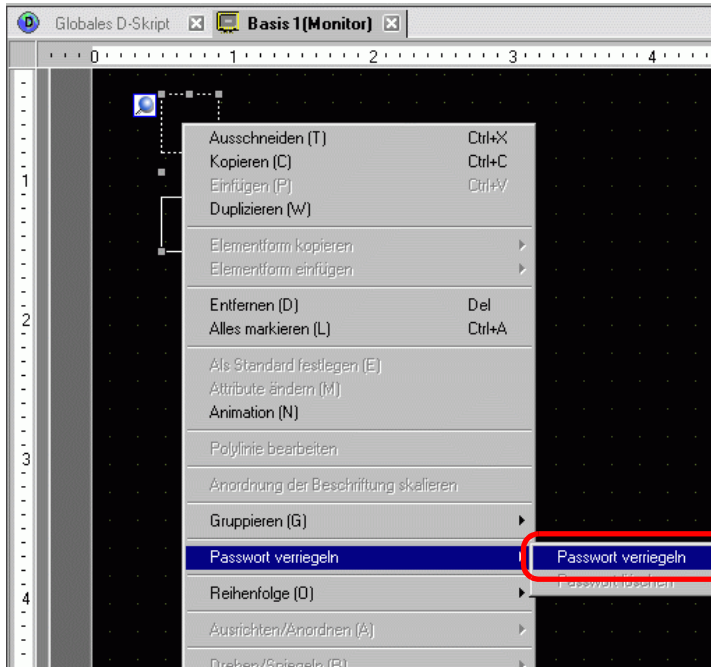 Globales D-Skript Basis 1(Monitor)
0 1 2 3 4
1
2
3
4
Ausschneiden (T) Ctrl+X
Kopieren (C) Ctrl+C
Einfügen (P) Ctrl+V
Duplizieren (W)
Elementform kopieren
Elementform einfügen
Entfernen (D) Del
Alles markieren (L) Ctrl+A
Als Standard festlegen (E)
Attribute ändern (M)
Animation (N)
Polylinie bearbeiten
Anordnung der Beschriftung skalieren
Gruppieren (G)
Passwort verriegeln
Passwort verriegeln
Passwort löschen
Reihenfolge (O)
Ausrichten/Anordnen (A)
Drehen/Spiegeln (R)